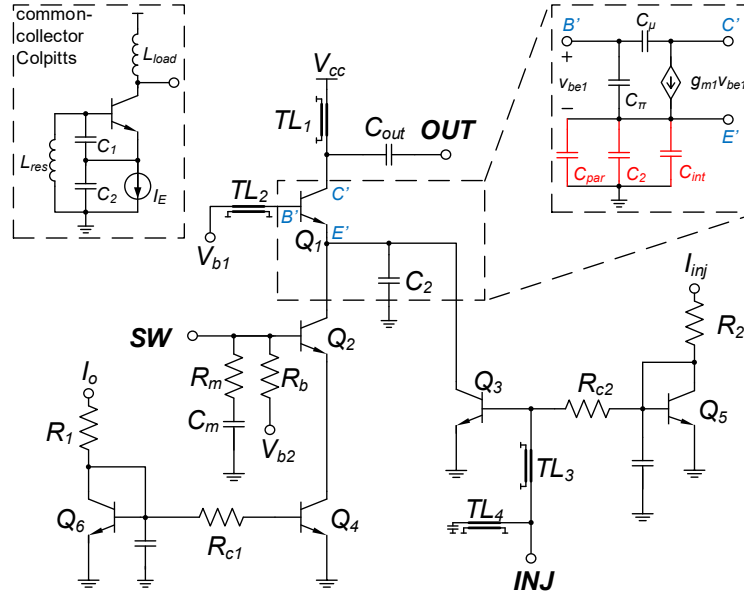 common-
collector
Colpitts
L_load
L_res
C_1
C_2
I_E
V_cc
TL_1
C_out
OUT
TL_2
C'
B'
E'
Q_1
V_b1
C_2
B'
C_μ
C'
+
v_be1
−
C_π
g_m1v_be1
E'
C_par
C_2
C_int
SW
Q_2
R_m
R_b
C_m
V_b2
I_o
R_1
Q_6
R_c1
Q_4
Q_3
R_c2
I_inj
R_2
Q_5
TL_3
TL_4
INJ